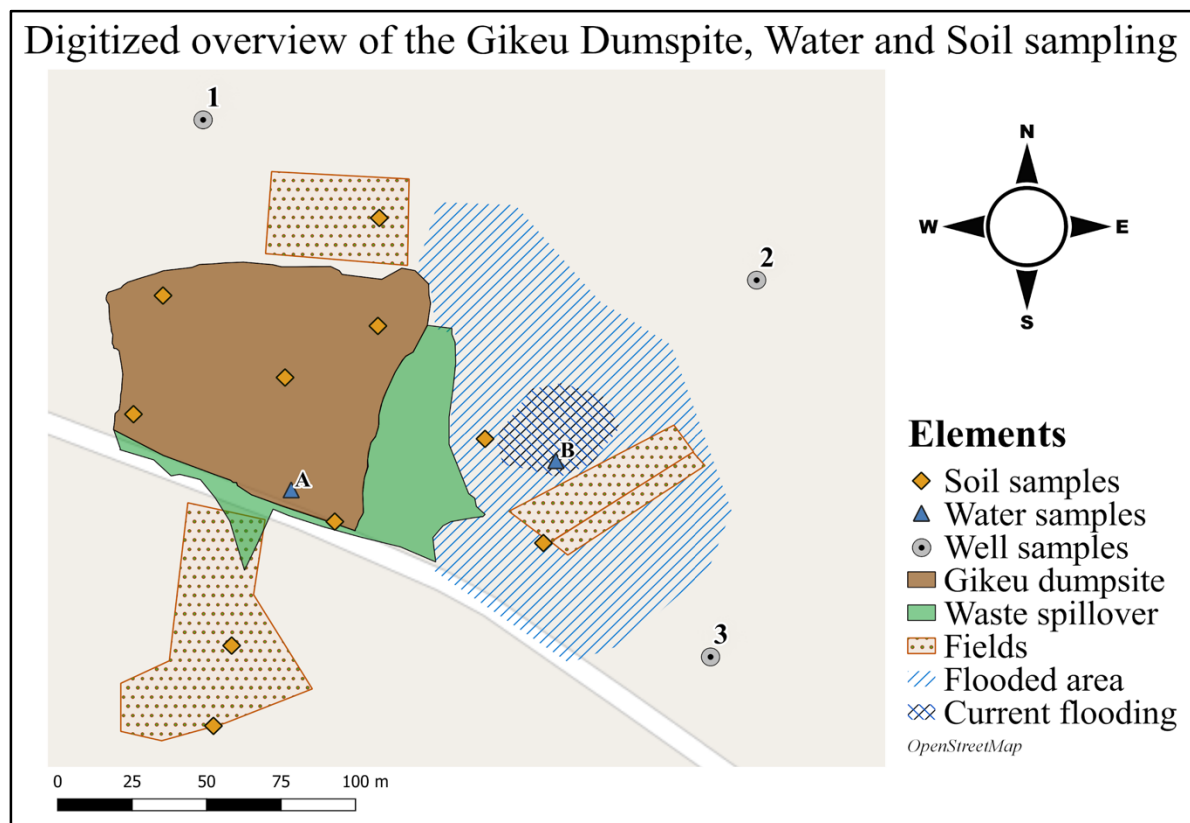 Digitized overview of the Gikeu Dumspite, Water and Soil sampling
1
2
A
B
3
N
W E
S
Elements
Soil samples
Water samples
Well samples
Gikeu dumpsite
Waste spillover
Fields
Flooded area
Current flooding
OpenStreetMap
0 25 50 75 100 m